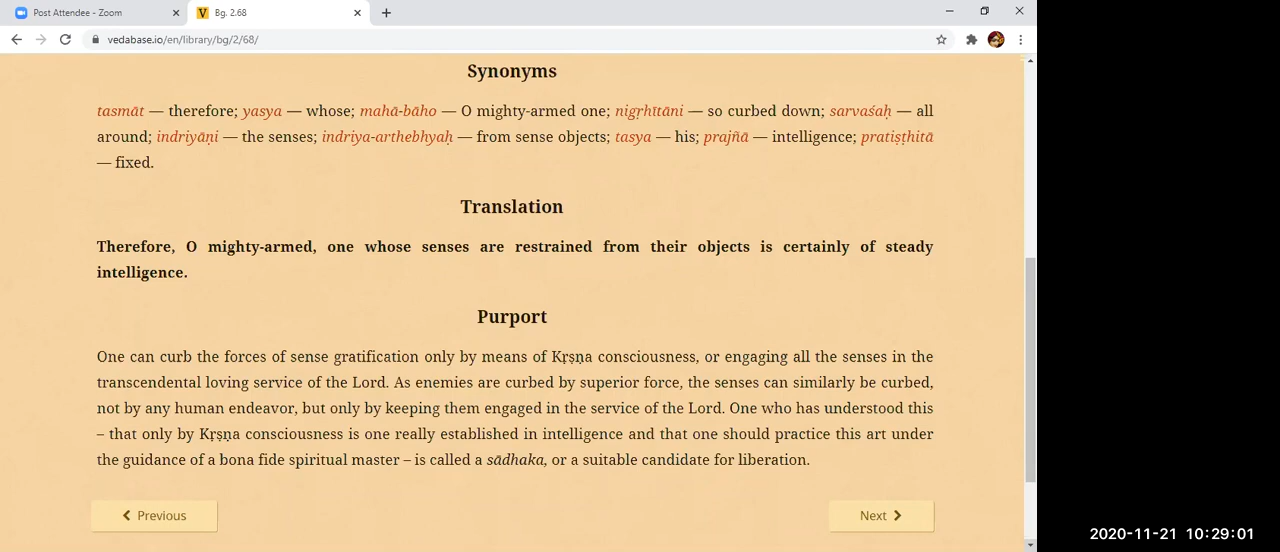 Post Attendee - Zoom
Bg. 2.68
vedabase.io/en/library/bg/2/68/
Synonyms
tasmāt — therefore; yasya — whose; mahā-bāho — O mighty-armed one; nigṛhītāni — so curbed down; sarvaśaḥ — all
around; indriyāṇi — the senses; indriya-arthebhyaḥ — from sense objects; tasya — his; prajñā — intelligence; pratiṣṭhitā
— fixed.
Translation
Therefore, O mighty-armed, one whose senses are restrained from their objects is certainly of steady
intelligence.
Purport
One can curb the forces of sense gratification only by means of Kṛṣṇa consciousness, or engaging all the senses in the
transcendental loving service of the Lord. As enemies are curbed by superior force, the senses can similarly be curbed,
not by any human endeavor, but only by keeping them engaged in the service of the Lord. One who has understood this
– that only by Kṛṣṇa consciousness is one really established in intelligence and that one should practice this art under
the guidance of a bona fide spiritual master – is called a sādhaka, or a suitable candidate for liberation.
Previous
Next
2020-11-21 10:29:01